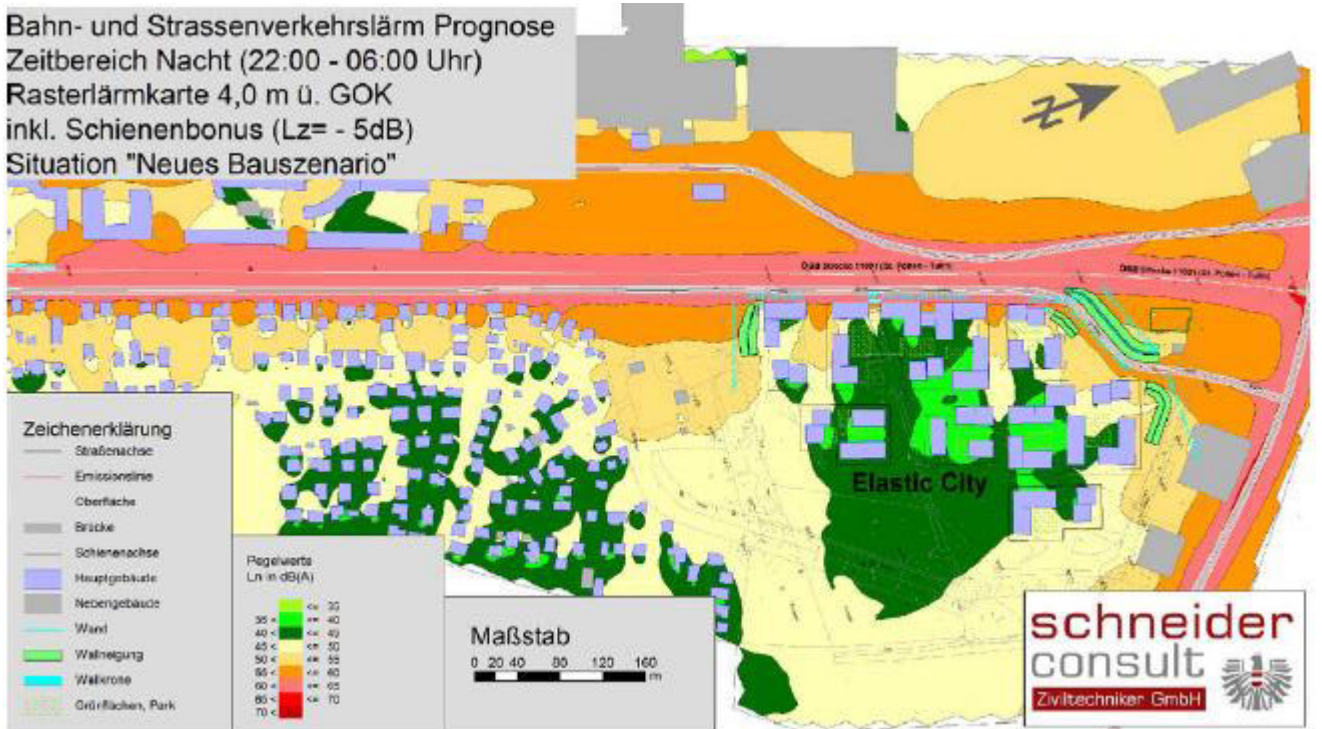 Bahn- und Strassenverkehrslärm Prognose
Zeitbereich Nacht (22:00 - 06:00 Uhr)
Rasterlärmkarte 4,0 m ü. GOK
inkl. Schienenbonus (Lz= - 5dB)
Situation "Neues Bauszenario"
Elastic City
Zeichenerklärung
Straßenachse
Emissionslinie
Oberfläche
Brücke
Schienenachse
Hauptgebäude
Nebengebäude
Wand
Wallneigung
Wallkrone
Grünflächen, Park
Pegelwerte
Ln in dB(A)
<= 35
35 < <= 40
40 < <= 45
45 < <= 50
50 < <= 55
55 < <= 60
60 < <= 65
65 < <= 70
70 <
Maßstab
0 20 40 80 120 160
m
schneider
consult
Ziviltechniker GmbH